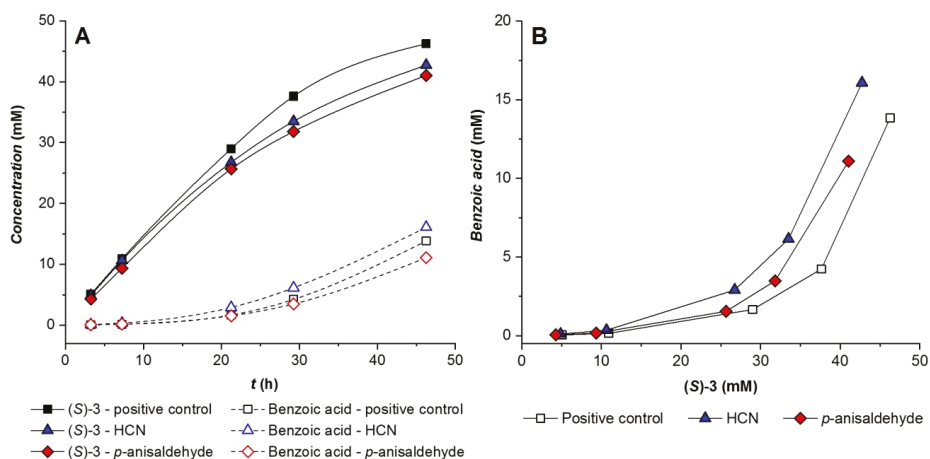 A
Concentration (mM)
50
40
30
20
10
0
0 10 20 30 40 50
t (h)
(S)-3 - positive control
(S)-3 - HCN
(S)-3 - p-anisaldehyde
Benzoic acid - positive control
Benzoic acid - HCN
Benzoic acid - p-anisaldehyde
B
Benzoic acid (mM)
20
15
10
5
0
0 10 20 30 40 50
(S)-3 (mM)
Positive control HCN p-anisaldehyde